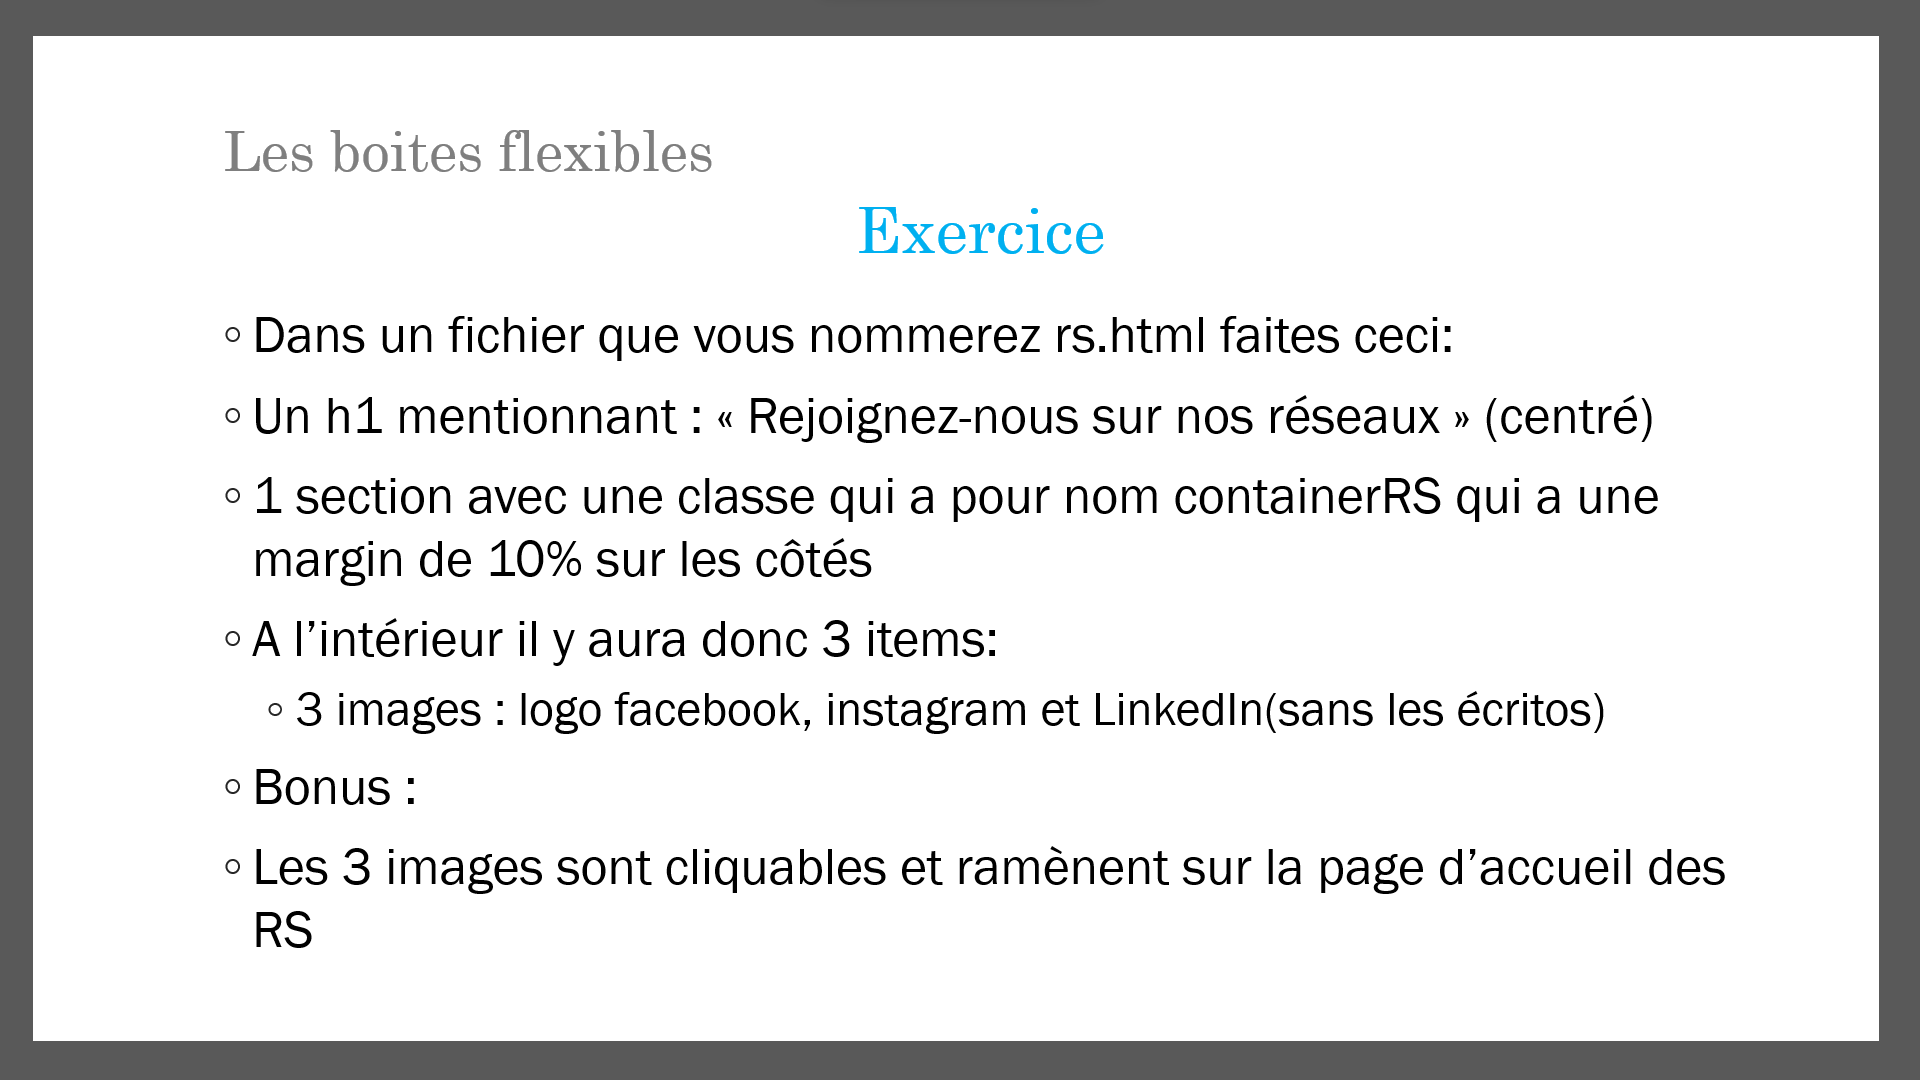 Les boites flexibles
Exercice
◦ Dans un fichier que vous nommerez rs.html faites ceci:
◦ Un h1 mentionnant : « Rejoignez-nous sur nos réseaux » (centré)
◦ 1 section avec une classe qui a pour nom containerRS qui a une
margin de 10% sur les côtés
◦ A l’intérieur il y aura donc 3 items:
◦ 3 images : logo facebook, instagram et LinkedIn(sans les écritos)
◦ Bonus :
◦ Les 3 images sont cliquables et ramènent sur la page d’accueil des
RS